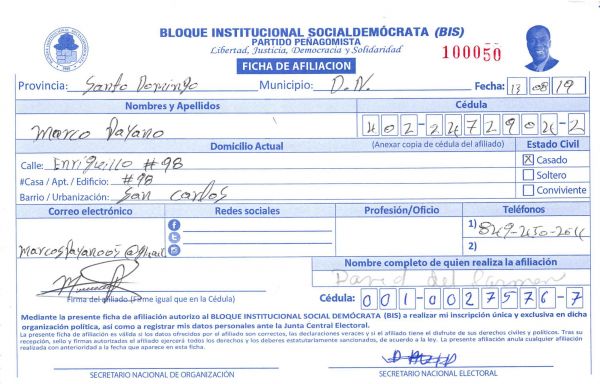 BLOQUE INSTITUCIONAL SOCIALDEMÓCRATA (BIS)
PARTIDO PEÑAGOMISTA
Libertad, Justicia, Democracia y Solidaridad
100050
FICHA DE AFILIACION
Provincia: Santo Domingo Municipio: D.N. Fecha: 13/08/19
Nombres y Apellidos Cédula
Marco Payano 402-2472904-2
Domicilio Actual (Anexar copia de cédula del afiliado) Estado Civil
Calle: Enriquillo #98 X Casado
#Casa / Apt. / Edificio: #98 Soltero
Barrio / Urbanización: San Carlos Conviviente
Correo electrónico Redes sociales Profesión/Oficio Teléfonos
1) 849-430-2011
2)
Nombre completo de quien realiza la afiliación
David del Carmen
Firma del afiliado (Firme igual que en la Cédula) Cédula: 001-0027576-7
Mediante la presente ficha de afiliación autorizo al BLOQUE INSTITUCIONAL SOCIAL DEMÓCRATA (BIS) a realizar mi inscripción única y exclusiva en dicha
organización política, así como a registrar mis datos personales ante la Junta Central Electoral.
La presente ficha de afiliación es válida si los datos ofrecidos por el afiliado son correctos, las declaraciones veraces y si el afiliado tiene el disfrute de sus derechos civiles y políticos. Tras su
recepción, sello y firmas autorizadas el afiliado ejercerá todos los derechos y los deberes estatutariamente sancionados, de acuerdo a la ley. La presente afiliación anula cualquier afiliación
realizada con anterioridad a la fecha que aparece en esta ficha.
SECRETARIO NACIONAL DE ORGANIZACIÓN SECRETARIO NACIONAL ELECTORAL